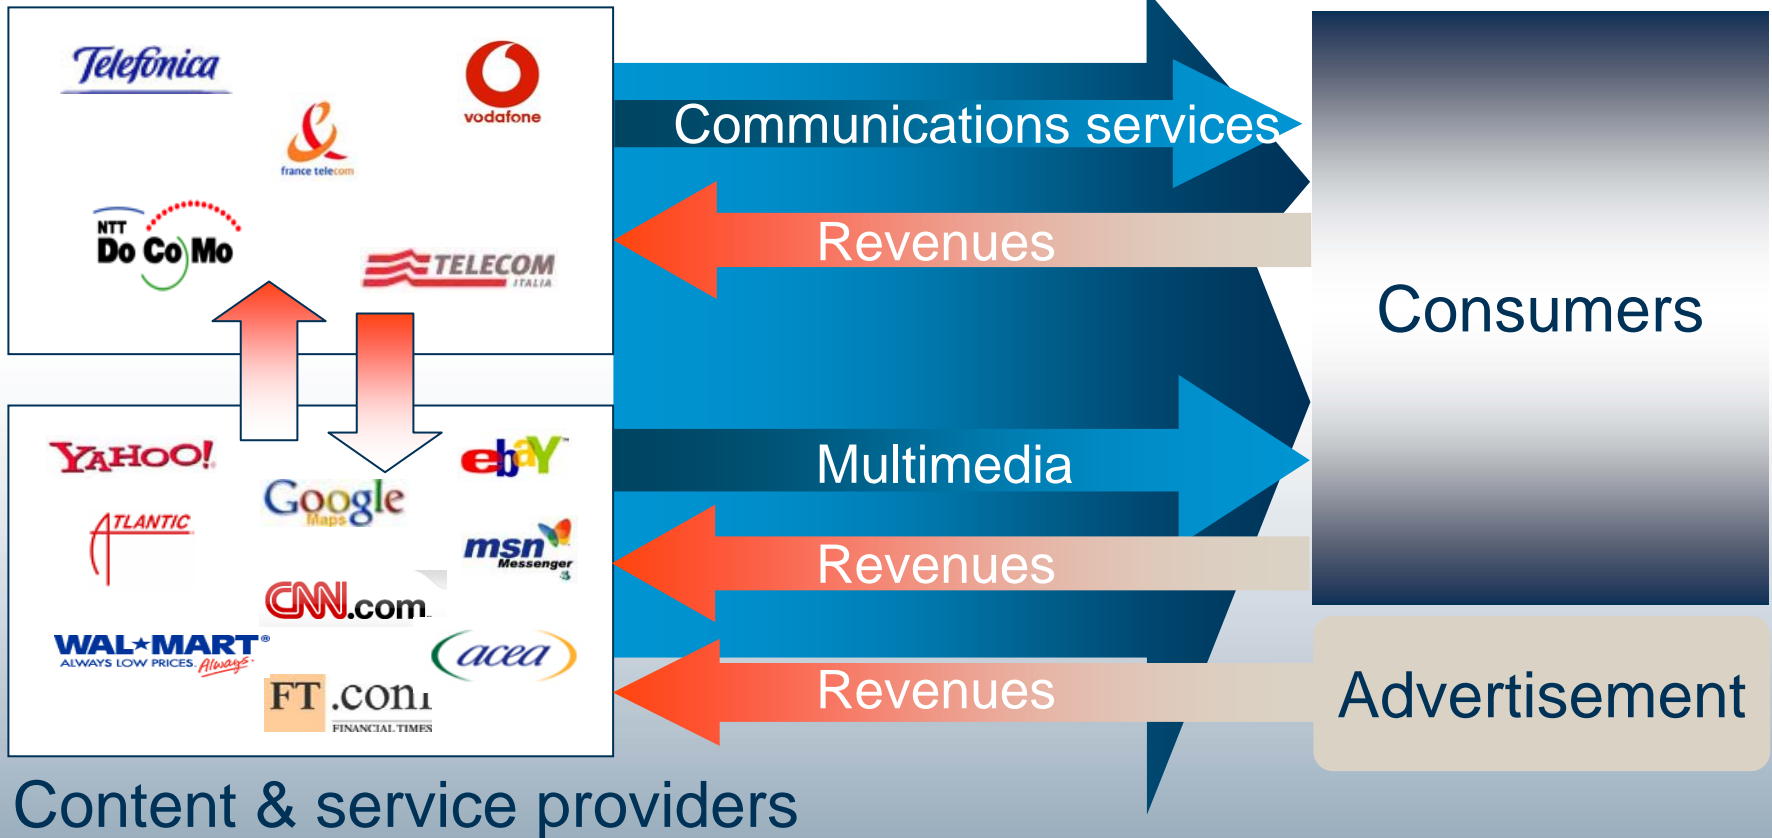 Telefónica
vodafone
france telecom
NTT
Do Co Mo
TELECOM
ITALIA
Communications services
Revenues
Consumers
YAHOO!
ebaY™
Google
Maps
ATLANTIC
msn
Messenger
CNN.com
WAL★MART®
ALWAYS LOW PRICES. Always.
acea
FT.com
FINANCIAL TIMES
Multimedia
Revenues
Revenues
Advertisement
Content & service providers